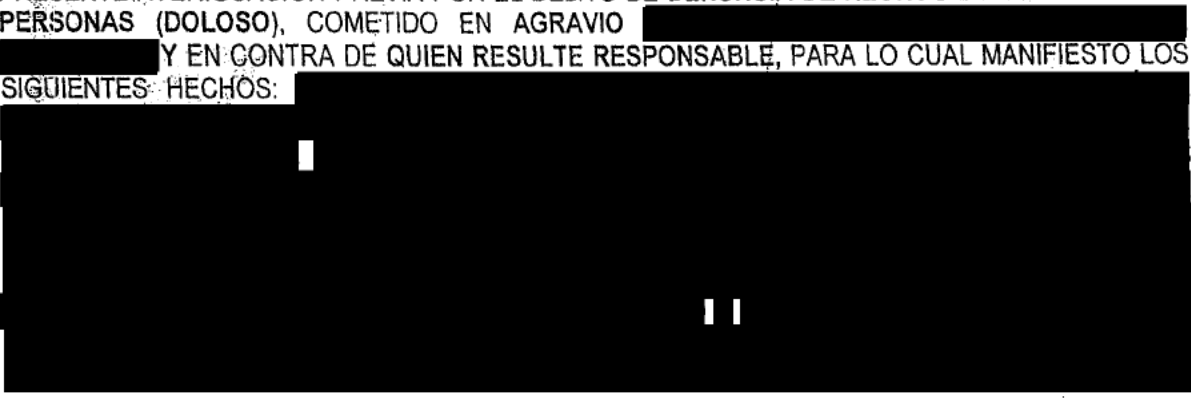 PERSONAS (DOLOSO), COMETIDO EN AGRAVIO
Y EN CONTRA DE QUIEN RESULTE RESPONSABLE, PARA LO CUAL MANIFIESTO LOS
SIGUIENTES HECHOS: